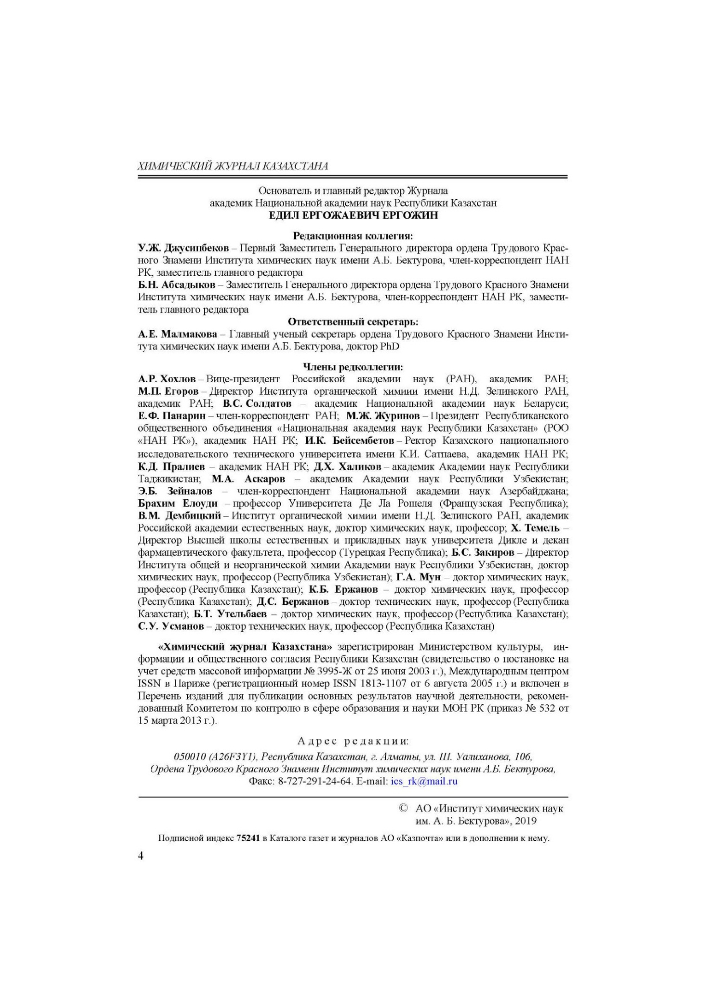 ХИМИЧЕСКИЙ ЖУРНАЛ КАЗАХСТАНА
Основатель и главный редактор Журнала
академик Национальной академии наук Республики Казахстан
ЕДИЛ ЕРГОЖАЕВИЧ ЕРГОЖИН
Редакционная коллегия:
У.Ж. Джусипбеков – Первый Заместитель Генерального директора ордена Трудового Крас-
ного Знамени Института химических наук имени А.Б. Бектурова, член-корреспондент НАН
РК, заместитель главного редактора
Б.Н. Абсадыков – Заместитель Генерального директора ордена Трудового Красного Знамени
Института химических наук имени А.Б. Бектурова, член-корреспондент НАН РК, замести-
тель главного редактора
Ответственный секретарь:
А.Е. Малмакова – Главный ученый секретарь ордена Трудового Красного Знамени Инсти-
тута химических наук имени А.Б. Бектурова, доктор PhD
Члены редколлегии:
А.Р. Хохлов – Вице-президент Российской академии наук (РАН), академик РАН;
М.П. Егоров – Директор Института органической химиии имени Н.Д. Зелинского РАН,
академик РАН; В.С. Солдатов – академик Национальной академии наук Беларуси;
Е.Ф. Панарин – член-корреспондент РАН; М.Ж. Журинов – Президент Республиканского
общественного объединения «Национальная академия наук Республики Казахстан» (РОО
«НАН РК»), академик НАН РК; И.К. Бейсембетов – Ректор Казахского национального
исследовательского технического университета имени К.И. Сатпаева, академик НАН РК;
К.Д. Пралиев – академик НАН РК; Д.Х. Халиков – академик Академии наук Республики
Таджикистан; М.А. Аскаров – академик Академии наук Республики Узбекистан;
Э.Б. Зейналов – член-корреспондент Национальной академии наук Азербайджана;
Брахим Елоуди – профессор Университета Де Ла Рошеля (Французская Республика);
В.М. Дембицкий – Институт органической химии имени Н.Д. Зелинского РАН, академик
Российской академии естественных наук, доктор химических наук, профессор; Х. Темель –
Директор Высшей школы естественных и прикладных наук университета Дикле и декан
фармацевтического факультета, профессор (Турецкая Республика); Б.С. Закиров – Директор
Института общей и неорганической химии Академии наук Республики Узбекистан, доктор
химических наук, профессор (Республика Узбекистан); Г.А. Мун – доктор химических наук,
профессор (Республика Казахстан); К.Б. Ержанов – доктор химических наук, профессор
(Республика Казахстан); Д.С. Бержанов – доктор технических наук, профессор (Республика
Казахстан); Б.Т. Утельбаев – доктор химических наук, профессор (Республика Казахстан);
С.У. Усманов – доктор технических наук, профессор (Республика Казахстан)
«Химический журнал Казахстана» зарегистрирован Министерством культуры, ин-
формации и общественного согласия Республики Казахстан (свидетельство о постановке на
учет средств массовой информации № 3995-Ж от 25 июня 2003 г.), Международным центром
ISSN в Париже (регистрационный номер ISSN 1813-1107 от 6 августа 2005 г.) и включен в
Перечень изданий для публикации основных результатов научной деятельности, рекомен-
дованный Комитетом по контролю в сфере образования и науки МОН РК (приказ № 532 от
15 марта 2013 г.).
Адрес редакции:
050010 (A26F3Y1), Республика Казахстан, г. Алматы, ул. Ш. Уалиханова, 106,
Ордена Трудового Красного Знамени Институт химических наук имени А.Б. Бектурова,
Факс: 8-727-291-24-64. E-mail: ics_rk@mail.ru
© АО «Институт химических наук
им. А. Б. Бектурова», 2019
Подписной индекс 75241 в Каталоге газет и журналов АО «Казпочта» или в дополнении к нему.
4